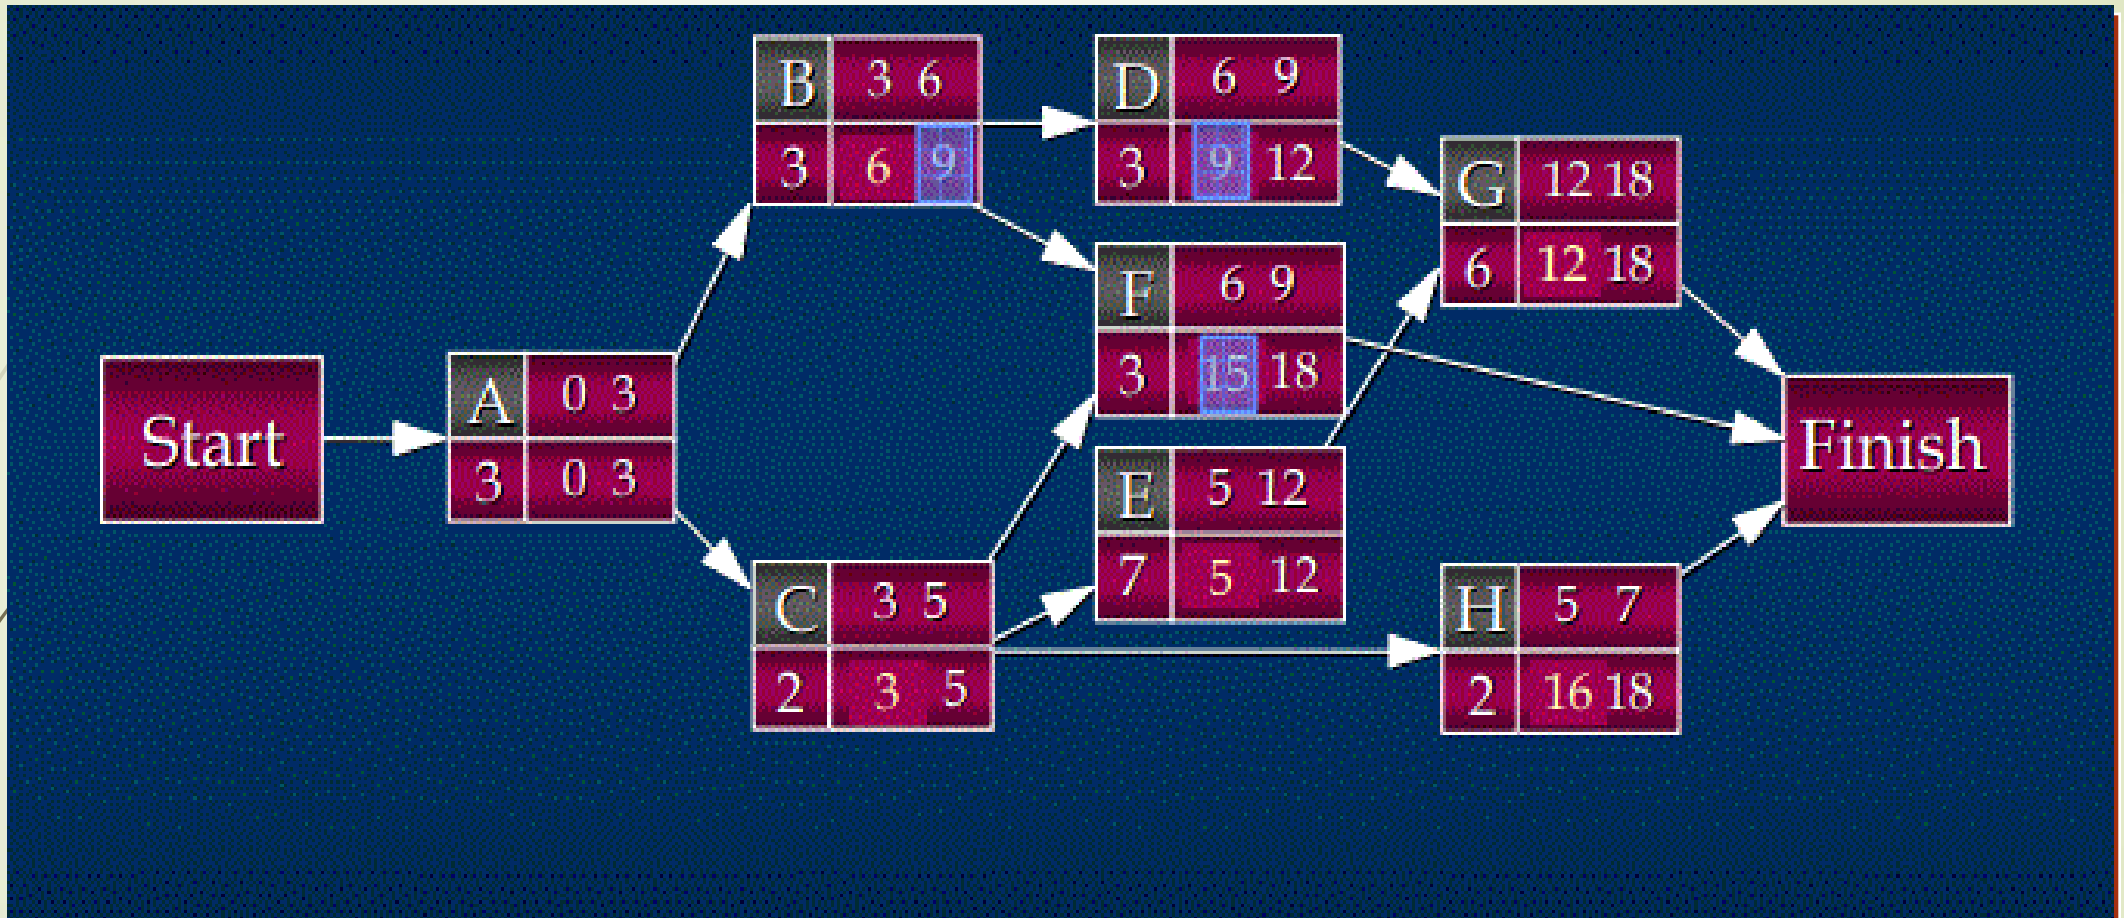 Start
A 0 3
3 0 3
B 3 6
3 6 9
C 3 5
2 3 5
D 6 9
3 9 12
F 6 9
3 15 18
E 5 12
7 5 12
G 12 18
6 12 18
H 5 7
2 16 18
Finish